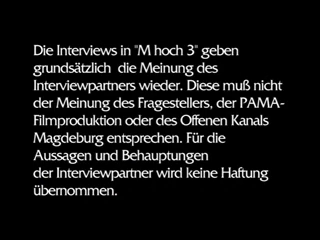 Die Interviews in "M hoch 3" geben
grundsätzlich die Meinung des
Interviewpartners wieder. Diese muß nicht
der Meinung des Fragestellers, der PAMA-
Filmproduktion oder des Offenen Kanals
Magdeburg entsprechen. Für die
Aussagen und Behauptungen
der Interviewpartner wird keine Haftung
übernommen.